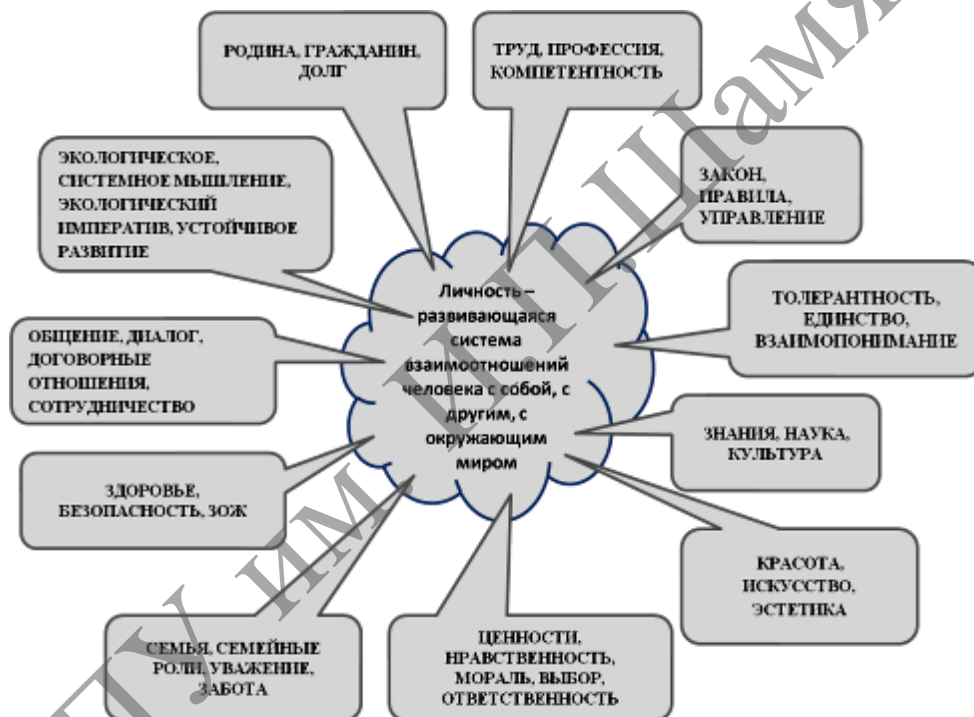 РОДИНА, ГРАЖДАНИН,
ДОЛГ
ТРУД, ПРОФЕССИЯ,
КОМПЕТЕНТНОСТЬ
ЭКОЛОГИЧЕСКОЕ,
СИСТЕМНОЕ МЫШЛЕНИЕ,
ЭКОЛОГИЧЕСКИЙ
ИМПЕРАТИВ, УСТОЙЧИВОЕ
РАЗВИТИЕ
ЗАКОН,
ПРАВИЛА,
УПРАВЛЕНИЕ
Личность –
развивающаяся
система
взаимоотношений
человека с собой, с
другим, с
окружающим
миром
ТОЛЕРАНТНОСТЬ,
ЕДИНСТВО,
ВЗАИМОПОНИМАНИЕ
ОБЩЕНИЕ, ДИАЛОГ,
ДОГОВОРНЫЕ
ОТНОШЕНИЯ,
СОТРУДНИЧЕСТВО
ЗНАНИЯ, НАУКА,
КУЛЬТУРА
ЗДОРОВЬЕ,
БЕЗОПАСНОСТЬ, ЗОЖ
КРАСОТА,
ИСКУССТВО,
ЭСТЕТИКА
СЕМЬЯ, СЕМЕЙНЫЕ
РОЛИ, УВАЖЕНИЕ,
ЗАБОТА
ЦЕННОСТИ,
НРАВСТВЕННОСТЬ,
МОРАЛЬ, ВЫБОР,
ОТВЕТСТВЕННОСТЬ
им. И.П.Шамя